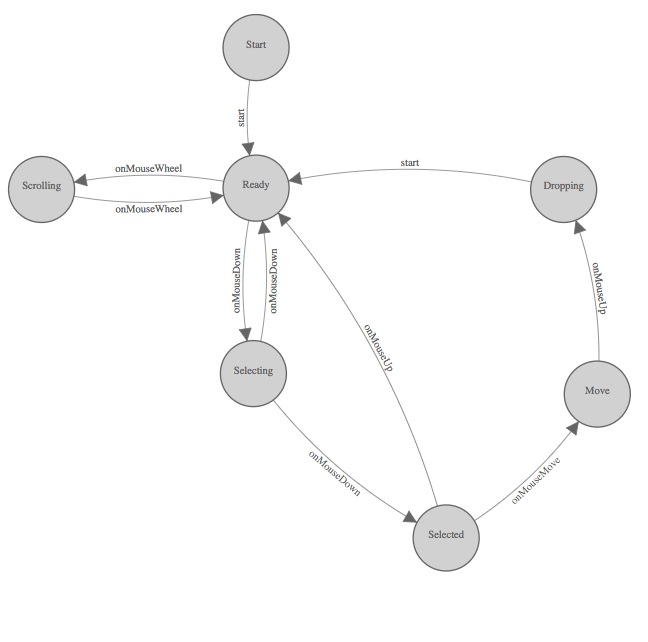 Start
start
onMouseWheel
start
Scrolling
Ready
Dropping
onMouseWheel
onMouseDown
onMouseDown
onMouseUp
onMouseUp
Selecting
Move
onMouseDown
onMouseMove
Selected